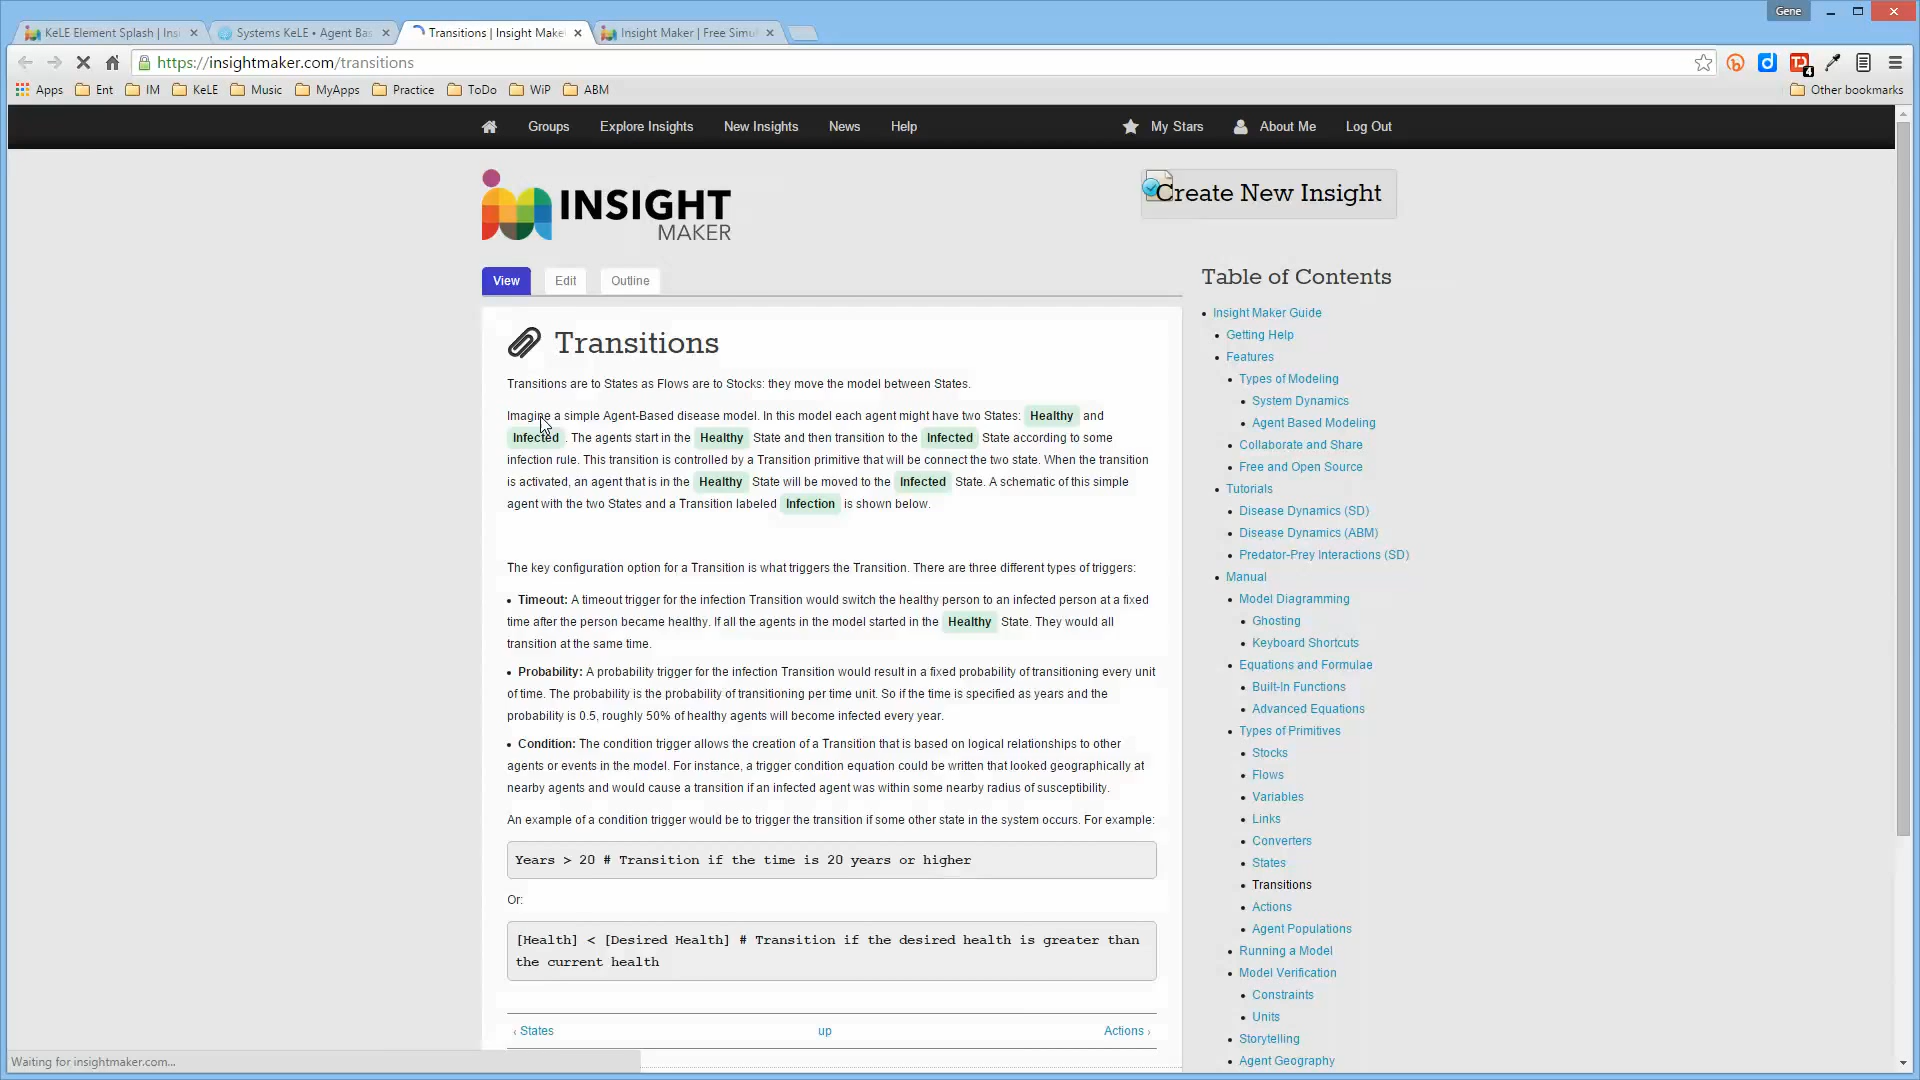 Gene
KeLE Element Splash | Insi
Systems KeLE • Agent Bas
Transitions | Insight Make
Insight Maker | Free Simul
https://insightmaker.com/transitions
4
Apps Ent IM KeLE Music MyApps Practice ToDo WiP ABM Other bookmarks
Groups Explore Insights New Insights News Help My Stars About Me Log Out
INSIGHT
MAKER
Create New Insight
View Edit Outline
Transitions
Transitions are to States as Flows are to Stocks: they move the model between States.
Imagine a simple Agent-Based disease model. In this model each agent might have two States: Healthy and
Infected . The agents start in the Healthy State and then transition to the Infected State according to some
infection rule. This transition is controlled by a Transition primitive that will be connect the two state. When the transition
is activated, an agent that is in the Healthy State will be moved to the Infected State. A schematic of this simple
agent with the two States and a Transition labeled Infection is shown below.
The key configuration option for a Transition is what triggers the Transition. There are three different types of triggers:
• Timeout: A timeout trigger for the infection Transition would switch the healthy person to an infected person at a fixed
time after the person became healthy. If all the agents in the model started in the Healthy State. They would all
transition at the same time.
• Probability: A probability trigger for the infection Transition would result in a fixed probability of transitioning every unit
of time. The probability is the probability of transitioning per time unit. So if the time is specified as years and the
probability is 0.5, roughly 50% of healthy agents will become infected every year.
• Condition: The condition trigger allows the creation of a Transition that is based on logical relationships to other
agents or events in the model. For instance, a trigger condition equation could be written that looked geographically at
nearby agents and would cause a transition if an infected agent was within some nearby radius of susceptibility.
An example of a condition trigger would be to trigger the transition if some other state in the system occurs. For example:
Years > 20 # Transition if the time is 20 years or higher
Or:
[Health] < [Desired Health] # Transition if the desired health is greater than
the current health
‹ States up Actions ›
Table of Contents
• Insight Maker Guide
• Getting Help
• Features
• Types of Modeling
• System Dynamics
• Agent Based Modeling
• Collaborate and Share
• Free and Open Source
• Tutorials
• Disease Dynamics (SD)
• Disease Dynamics (ABM)
• Predator-Prey Interactions (SD)
• Manual
• Model Diagramming
• Ghosting
• Keyboard Shortcuts
• Equations and Formulae
• Built-In Functions
• Advanced Equations
• Types of Primitives
• Stocks
• Flows
• Variables
• Links
• Converters
• States
• Transitions
• Actions
• Agent Populations
• Running a Model
• Model Verification
• Constraints
• Units
• Storytelling
• Agent Geography
Waiting for insightmaker.com...